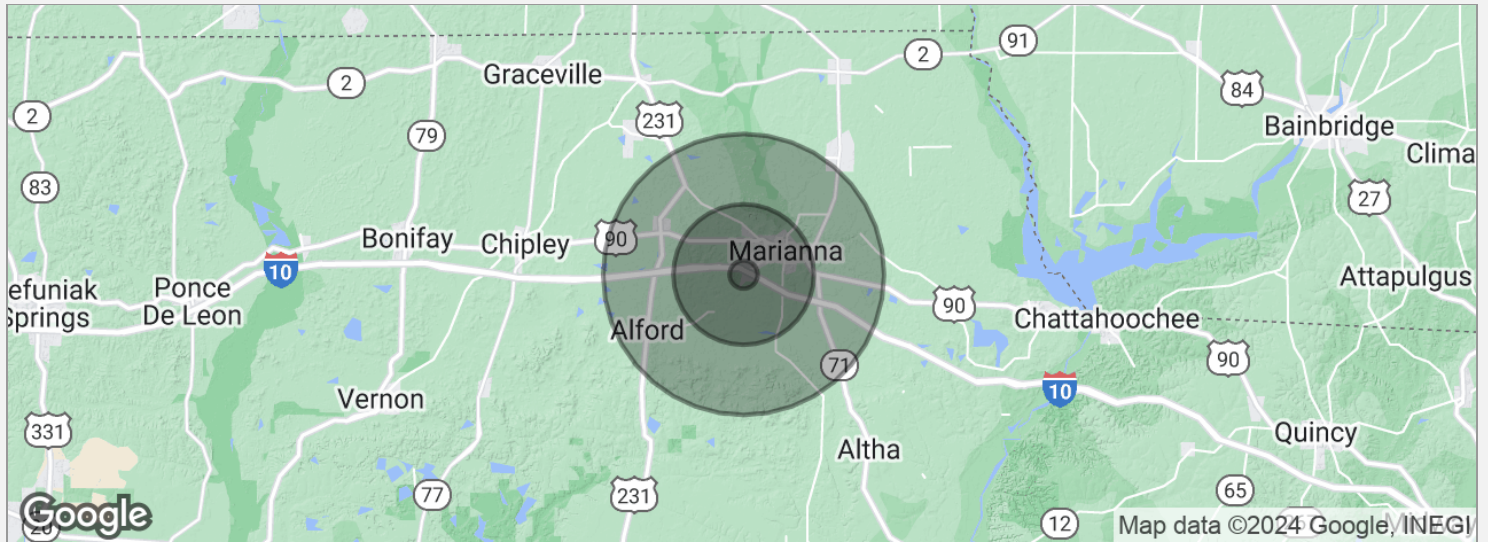 91
2
Graceville
2
84
2
231
Bainbridge
79
Clima
83
27
Bonifay
Chipley
90
Marianna
10
Attapulgus
efuniak
Springs
Ponce
De Leon
90
Chattahoochee
Alford
90
71
10
Vernon
331
Quincy
Altha
77
231
65
12
Google
Map data ©2024 Google, INEGI